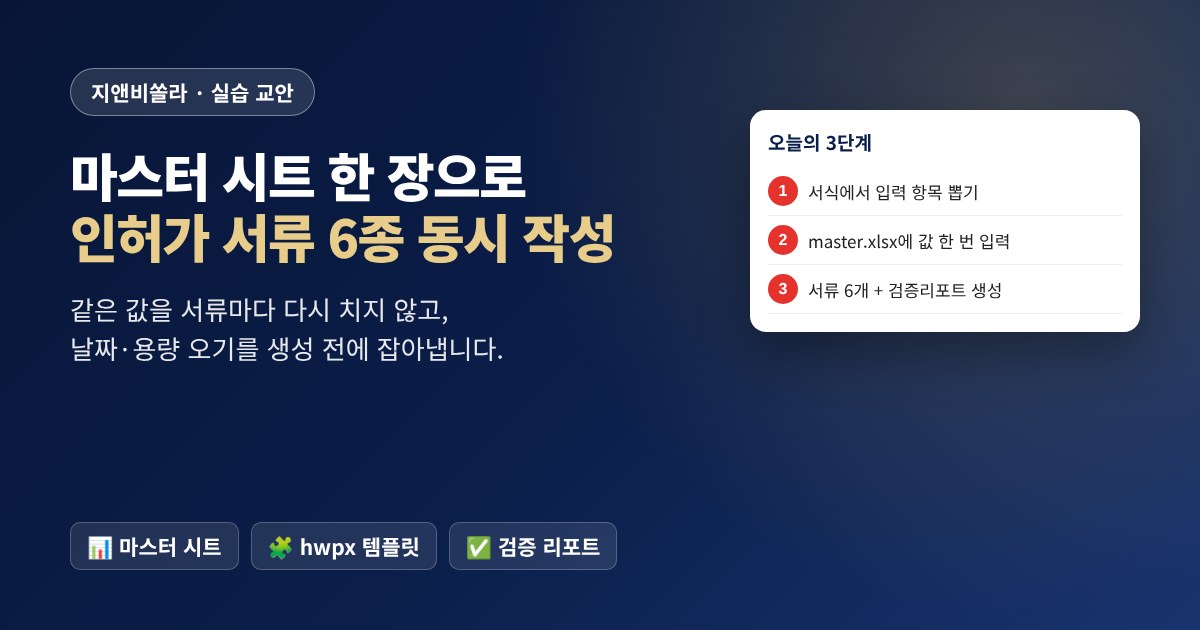 지앤비쏠라 · 실습 교안
마스터 시트 한 장으로
인허가 서류 6종 동시 작성
같은 값을 서류마다 다시 치지 않고,
날짜·용량 오기를 생성 전에 잡아냅니다.
오늘의 3단계
1 서식에서 입력 항목 뽑기
2 master.xlsx에 값 한 번 입력
3 서류 6개 + 검증리포트 생성
📊 마스터 시트
🧩 hwpx 템플릿
✅ 검증 리포트